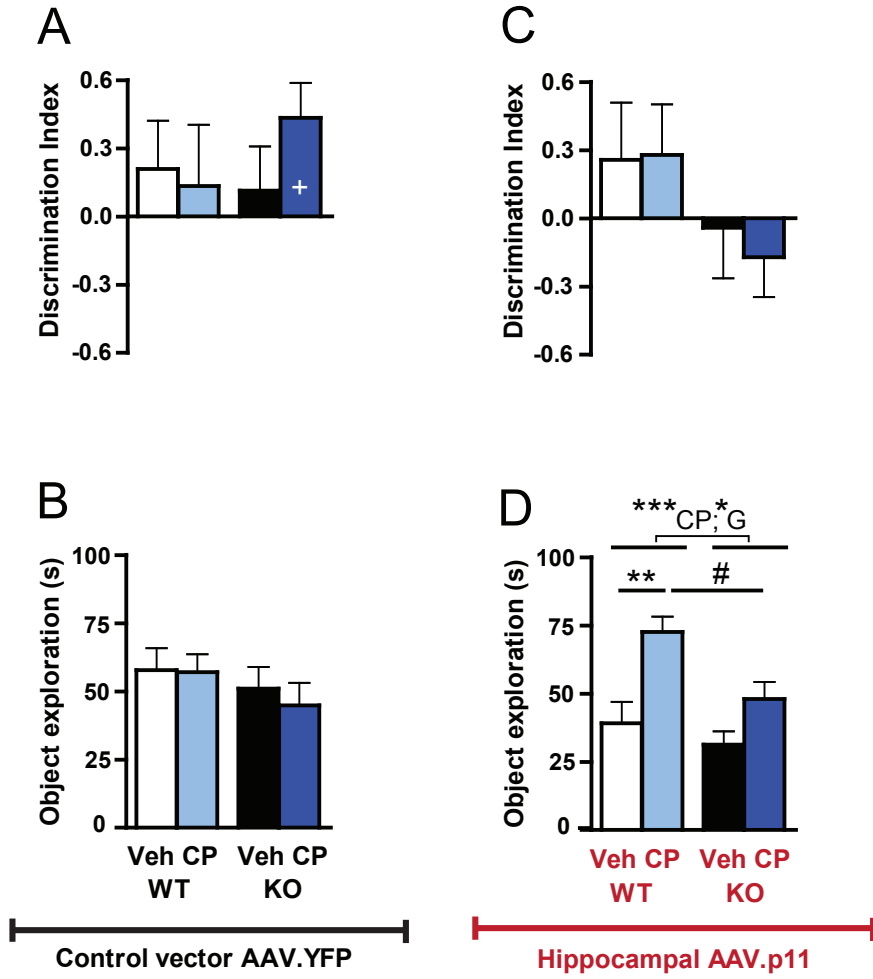 A
Discrimination Index
0.6
0.3
0.0
-0.3
-0.6
+
C
Discrimination Index
0.6
0.3
0.0
-0.3
-0.6
B
Object exploration (s)
100
75
50
25
0
Veh CP Veh CP
WT KO
Control vector AAV.YFP
D
Object exploration (s)
100
75
50
25
0
*** *
CP; G
** #
Veh CP Veh CP
WT KO
Hippocampal AAV.p11